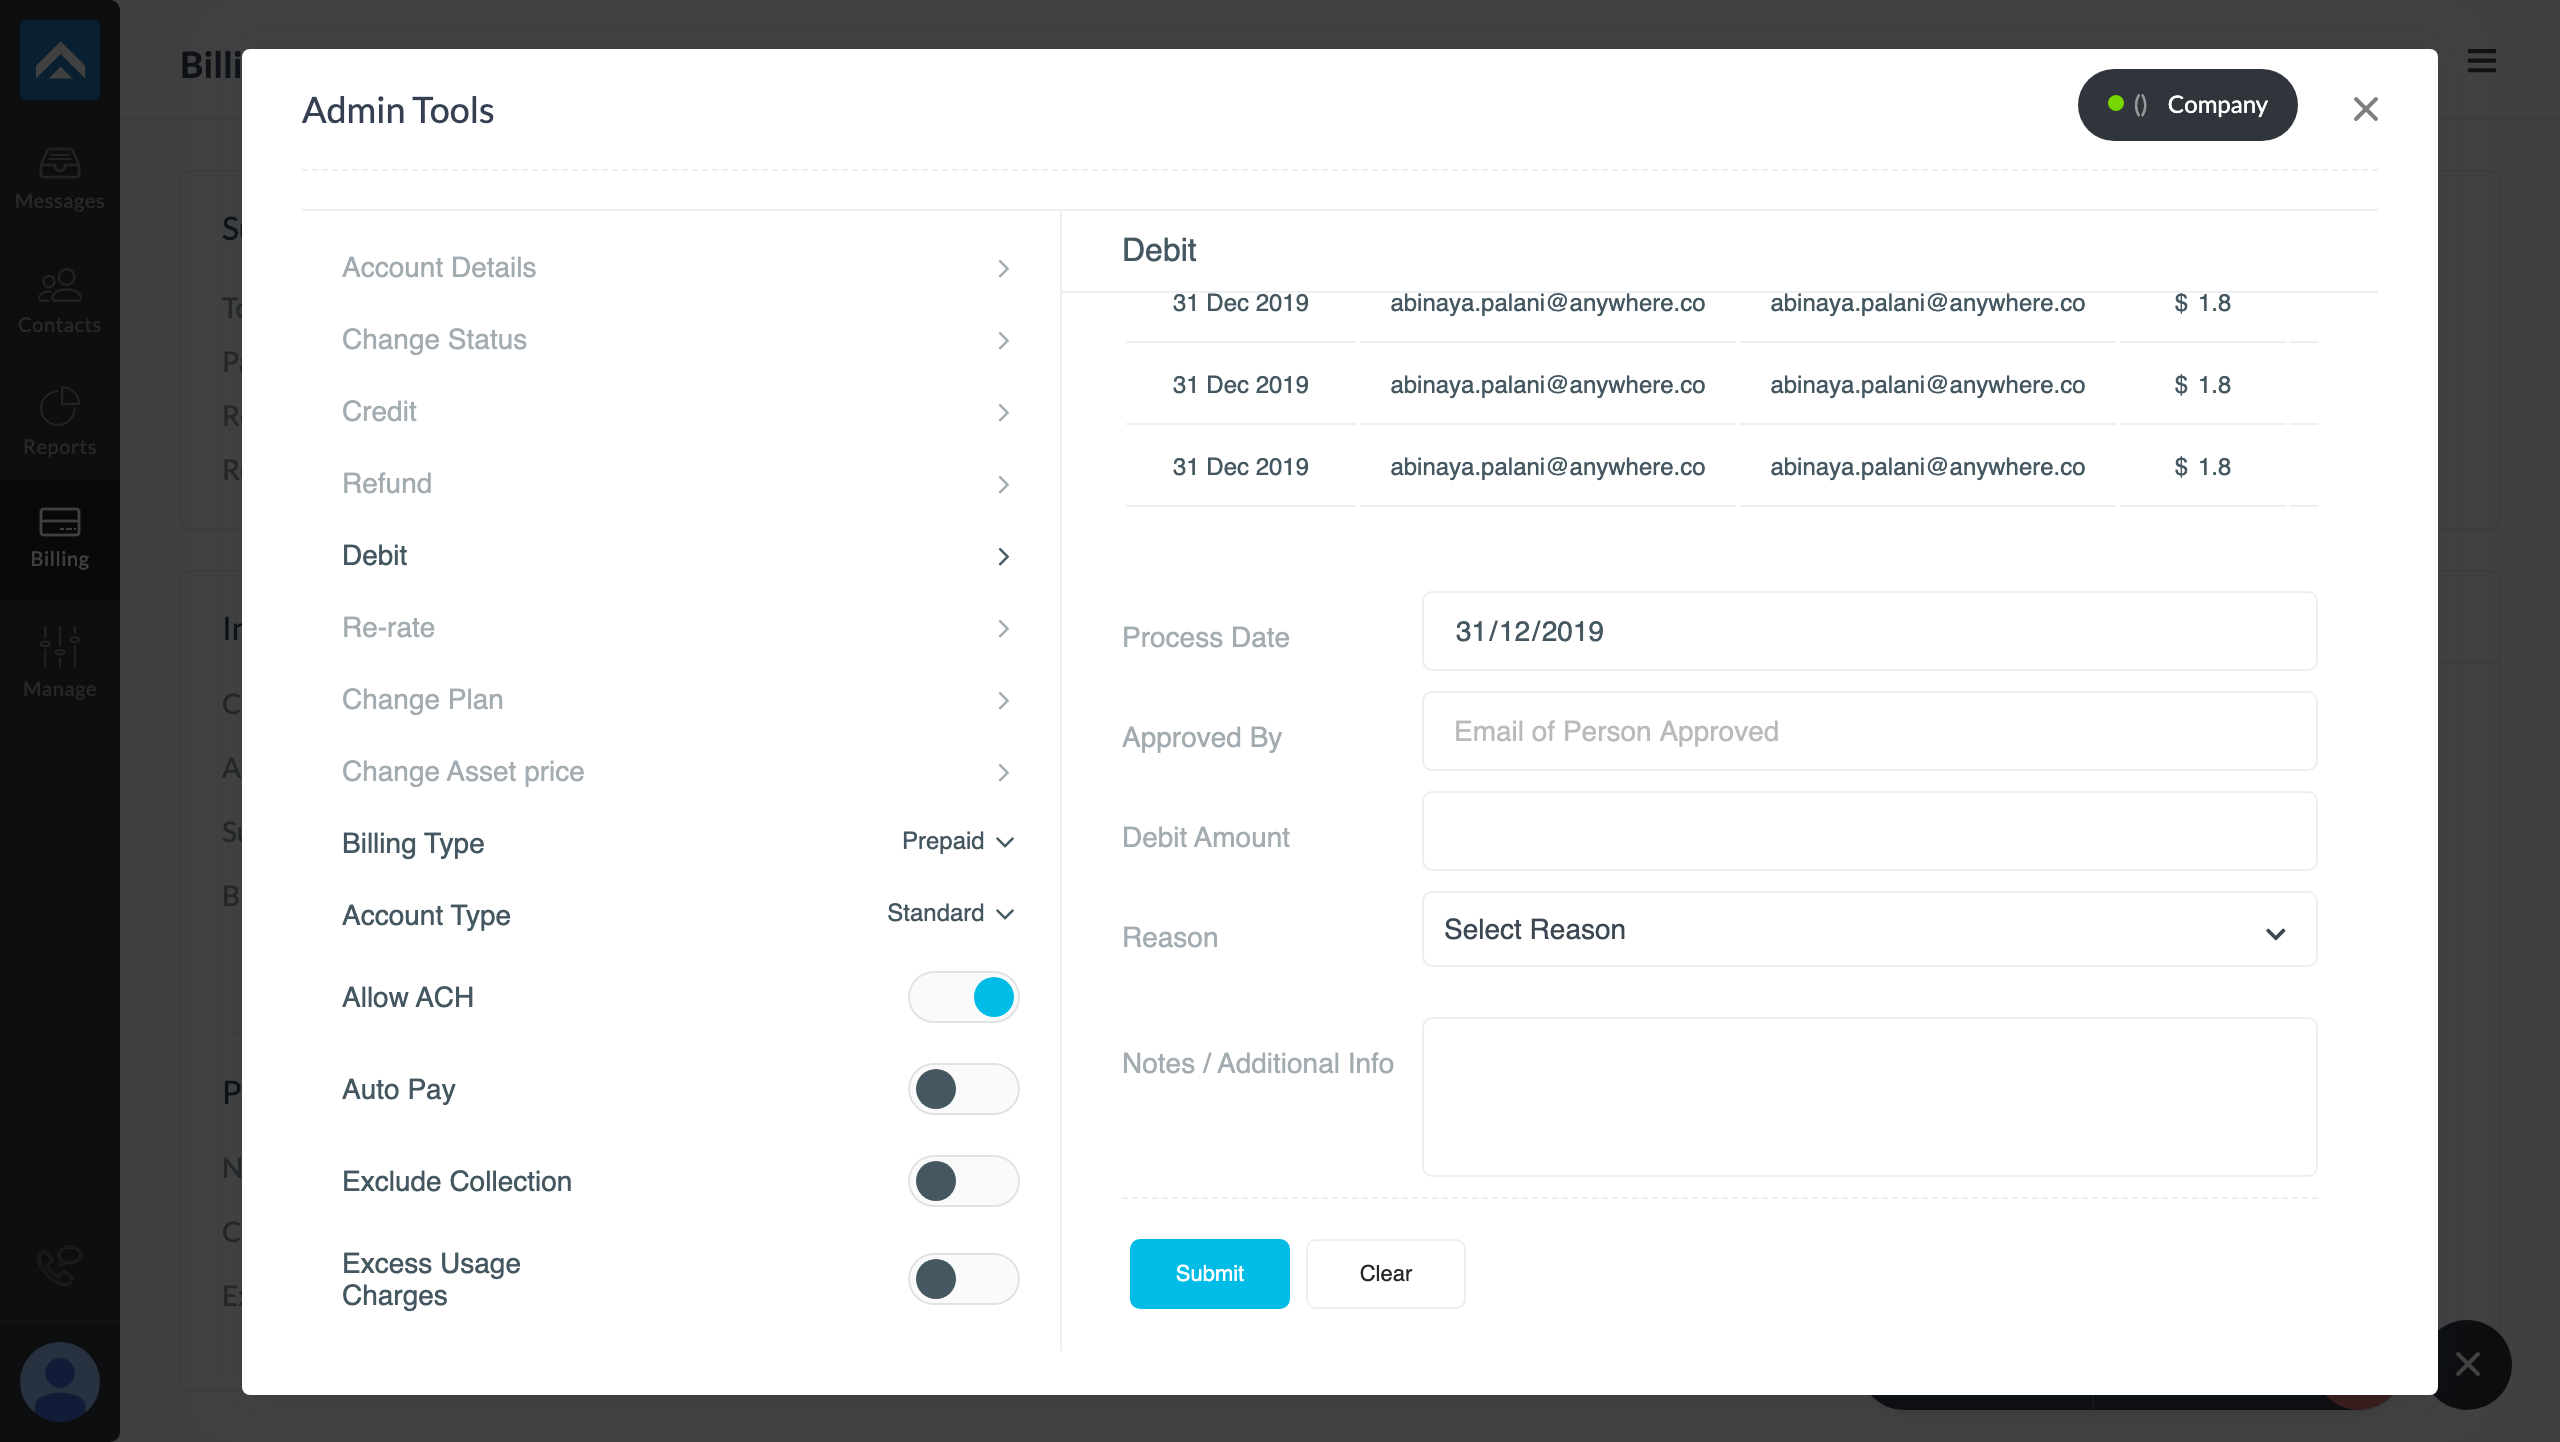 Messages
Contacts
Reports
Billing
Manage
Billi
Admin Tools
() Company
Account Details
Change Status
Credit
Refund
Debit
Re-rate
Change Plan
Change Asset price
Billing Type Prepaid
Account Type Standard
Allow ACH
Auto Pay
Exclude Collection
Excess Usage
Charges
Debit
31 Dec 2019 abinaya.palani@anywhere.co abinaya.palani@anywhere.co $ 1.8
31 Dec 2019 abinaya.palani@anywhere.co abinaya.palani@anywhere.co $ 1.8
31 Dec 2019 abinaya.palani@anywhere.co abinaya.palani@anywhere.co $ 1.8
Process Date 31/12/2019
Approved By Email of Person Approved
Debit Amount
Reason Select Reason
Notes / Additional Info
Submit Clear